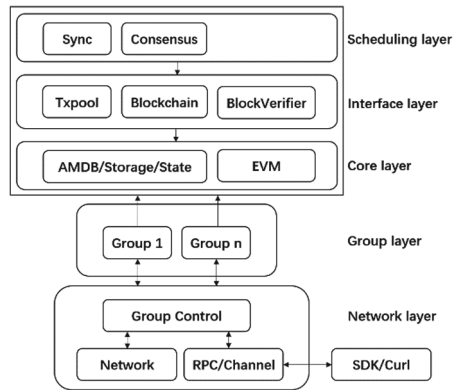 Sync Consensus Scheduling layer
Txpool Blockchain BlockVerifier Interface layer
AMDB/Storage/State EVM Core layer
Group 1 Group n Group layer
Group Control Network layer
Network RPC/Channel SDK/Curl